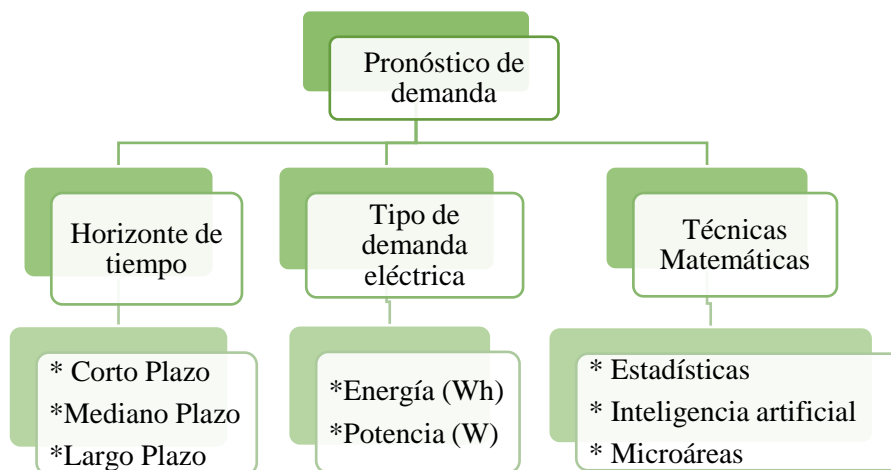 Pronóstico de
demanda
Horizonte de
tiempo
Tipo de
demanda
eléctrica
Técnicas
Matemáticas
* Corto Plazo
*Mediano Plazo
*Largo Plazo
*Energía (Wh)
*Potencia (W)
* Estadísticas
* Inteligencia artificial
* Microáreas